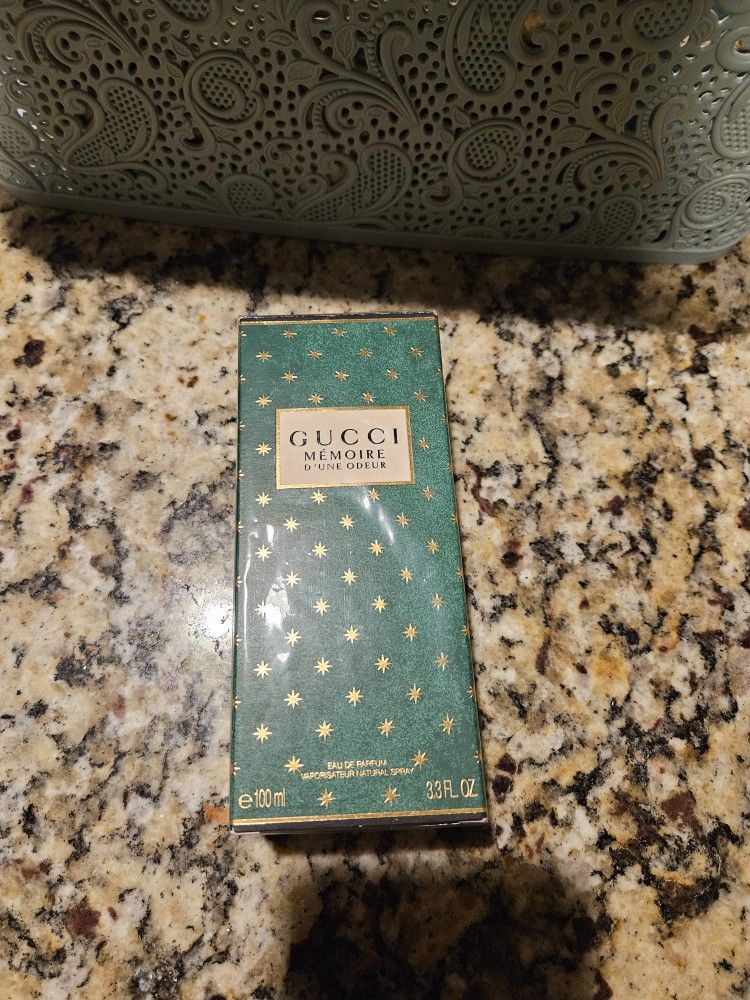 GUCCI
MÉMOIRE
D'UNE ODEUR
EAU DE PARFUM
VAPORISATEUR NATURAL SPRAY
e 100 ml 3.3 FL. OZ.